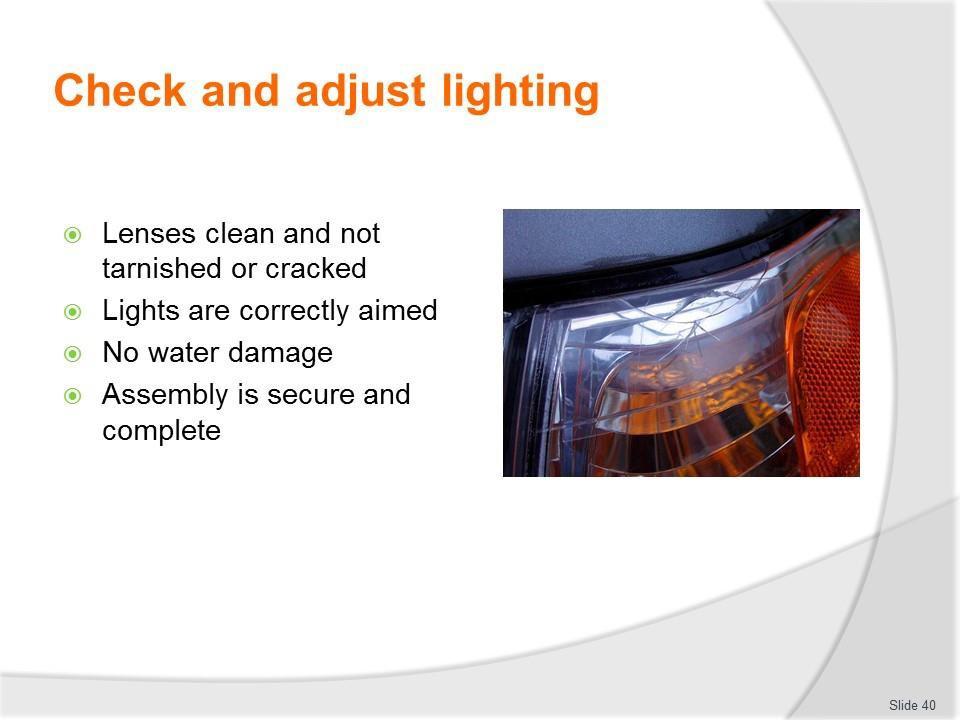 Check and adjust lighting
Lenses clean and not
tarnished or cracked
Lights are correctly aimed
No water damage
Assembly is secure and
complete
Slide 40